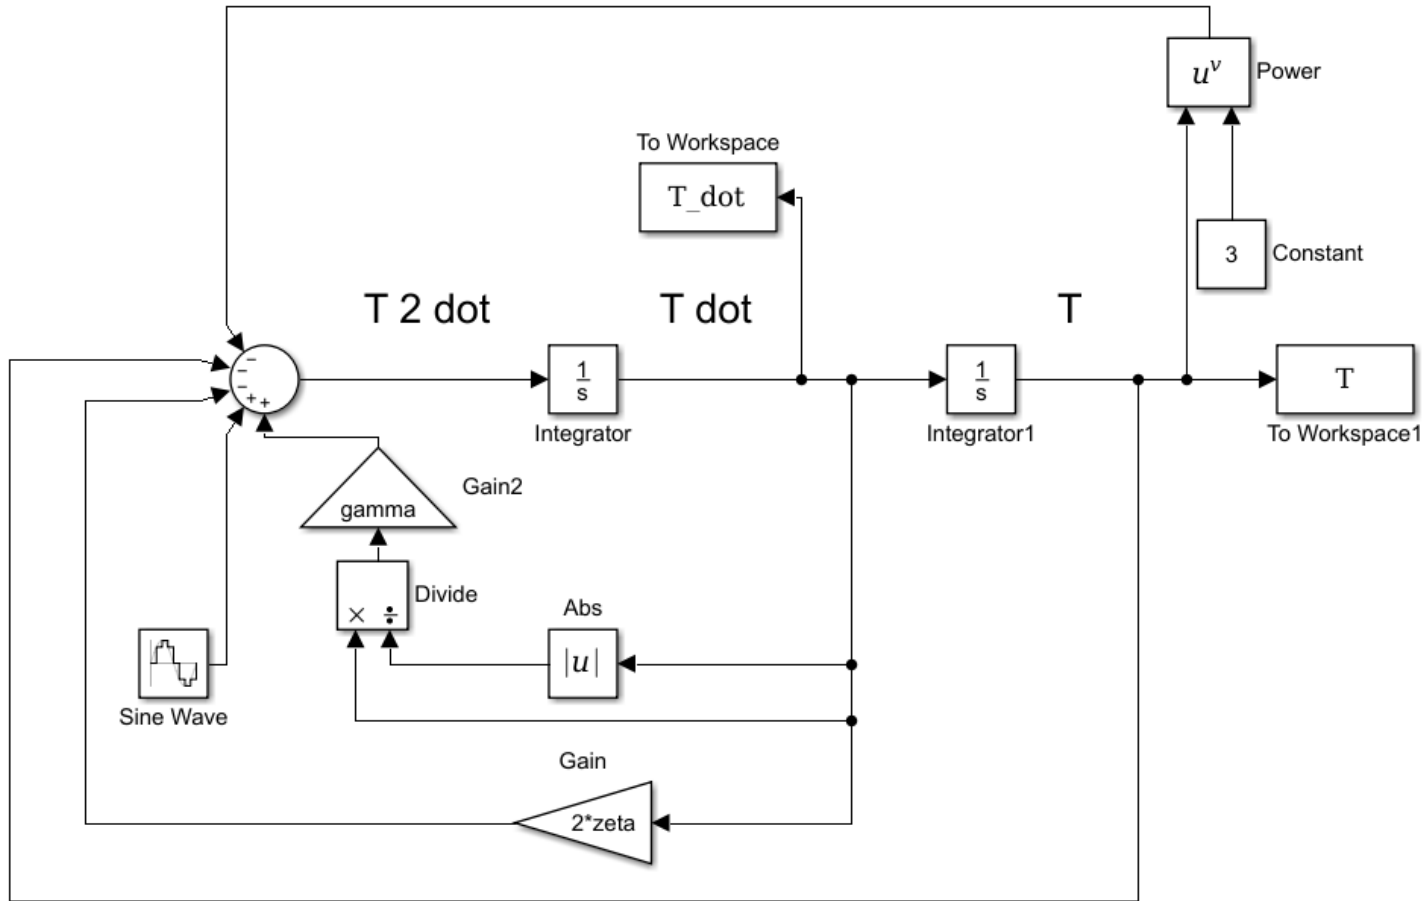 u^v
Power
To Workspace
T_dot
3
Constant
T 2 dot
T dot
T
−
−
−
+
+
1
s
Integrator
1
s
Integrator1
T
To Workspace1
gamma
Gain2
× ÷
Divide
Abs
|u|
Sine Wave
Gain
2*zeta